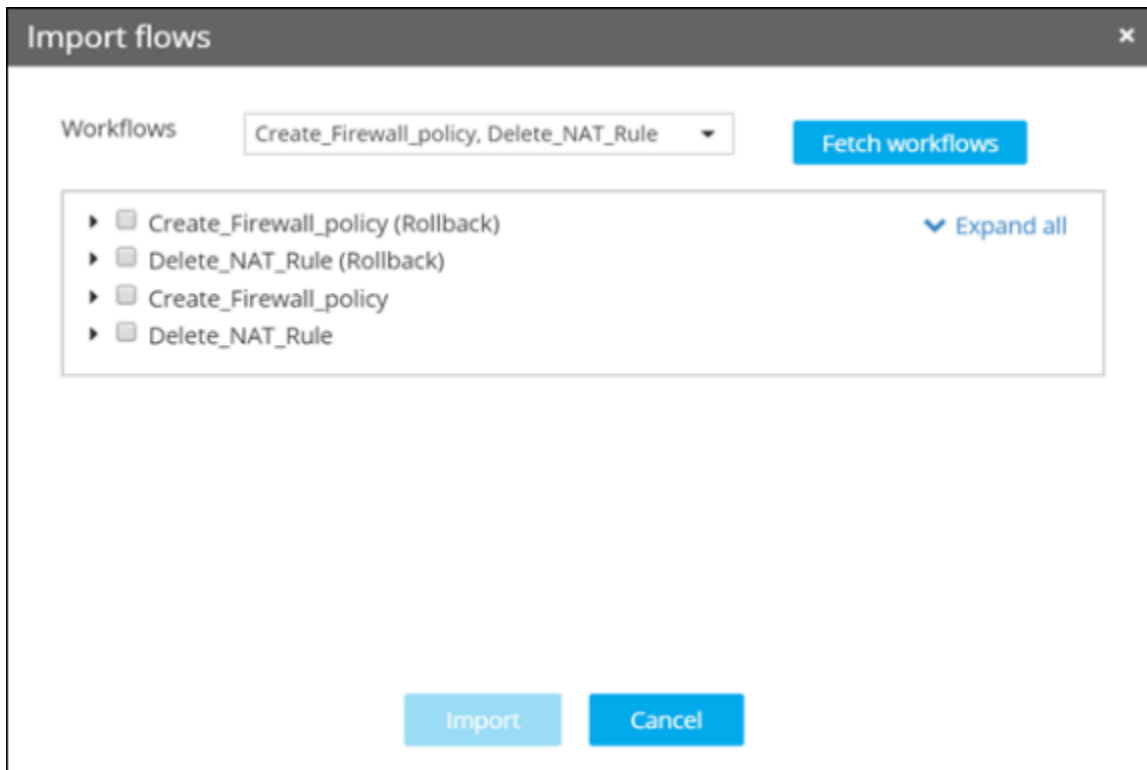 Import flows
Workflows Create_Firewall_policy, Delete_NAT_Rule Fetch workflows
Create_Firewall_policy (Rollback) Expand all
Delete_NAT_Rule (Rollback)
Create_Firewall_policy
Delete_NAT_Rule
Import Cancel